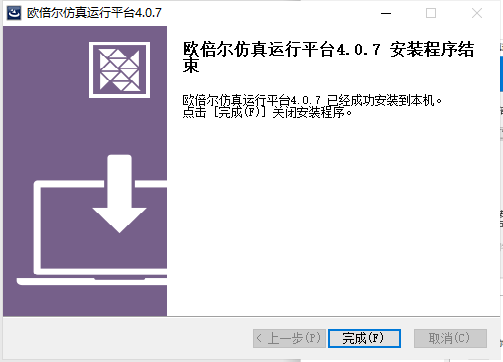 欧倍尔仿真运行平台4.0.7
欧倍尔仿真运行平台4.0.7 安装程序结
束
欧倍尔仿真运行平台4.0.7 已经成功安装到本机。
点击 [完成(F)] 关闭安装程序。
< 上一步(P)
完成(F)
取消(C)